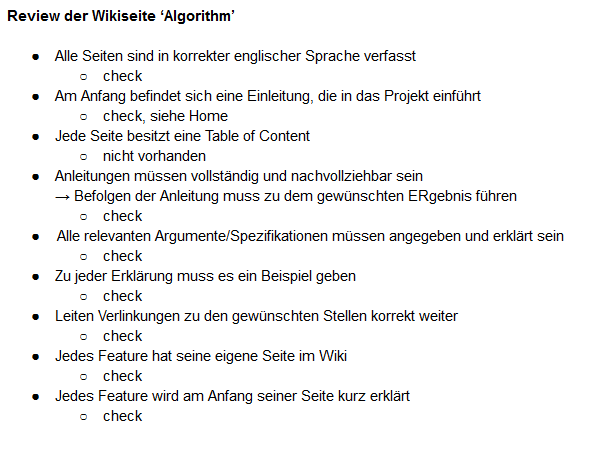 Review der Wikiseite ‘Algorithm’
● Alle Seiten sind in korrekter englischer Sprache verfasst
○ check
● Am Anfang befindet sich eine Einleitung, die in das Projekt einführt
○ check, siehe Home
● Jede Seite besitzt eine Table of Content
○ nicht vorhanden
● Anleitungen müssen vollständig und nachvollziehbar sein
→ Befolgen der Anleitung muss zu dem gewünschten ERgebnis führen
○ check
● Alle relevanten Argumente/Spezifikationen müssen angegeben und erklärt sein
○ check
● Zu jeder Erklärung muss es ein Beispiel geben
○ check
● Leiten Verlinkungen zu den gewünschten Stellen korrekt weiter
○ check
● Jedes Feature hat seine eigene Seite im Wiki
○ check
● Jedes Feature wird am Anfang seiner Seite kurz erklärt
○ check